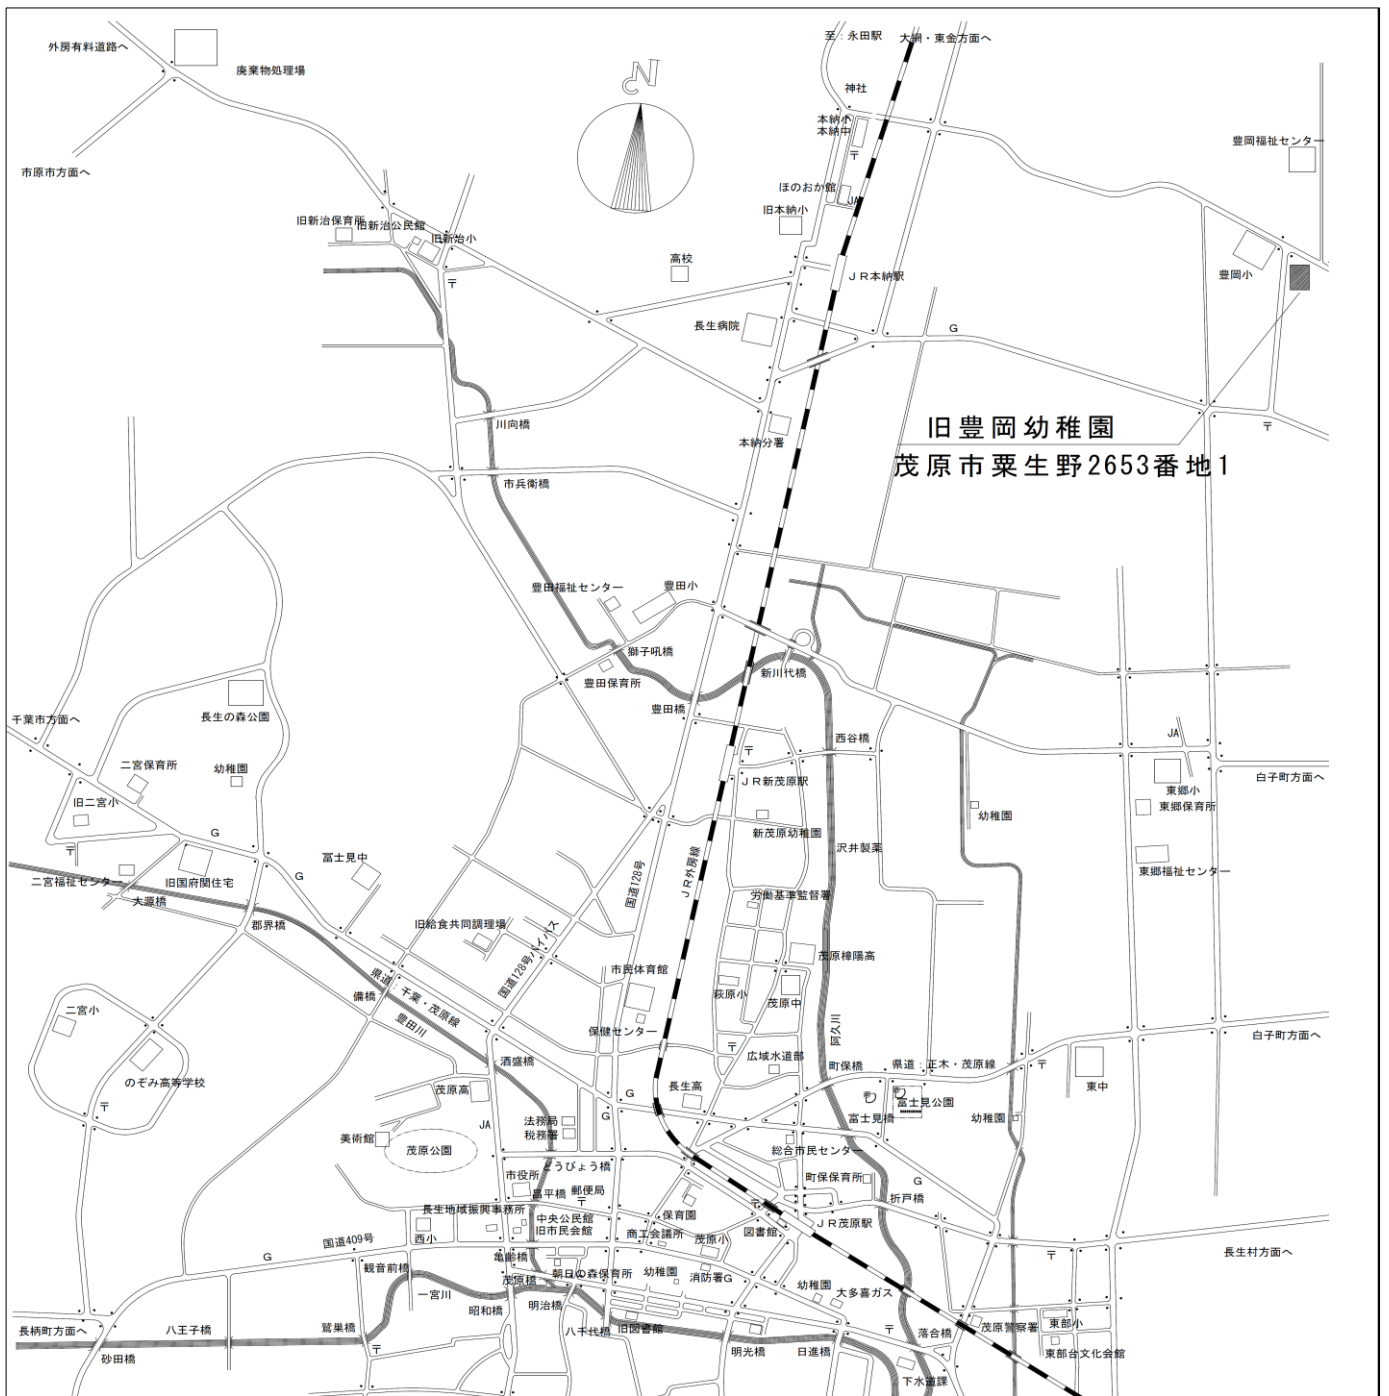 至：永田駅
大網・東金方面へ
外房有料道路へ
廃棄物処理場
N
神社
本納小
本納中
〒
豊岡福祉センター
市原市方面へ
ほのおか館
JA
旧本納小
旧新治保育所
旧新治公民館
旧新治小
高校
〒
ＪＲ本納駅
豊岡小
長生病院
G
川向橋
本納分署
旧豊岡幼稚園
〒
茂原市粟生野2653番地1
市兵衛橋
豊田福祉センター
豊田小
獅子吼橋
豊田保育所
新川代橋
長生の森公園
豊田橋
千葉市方面へ
西谷橋
JA
〒
二宮保育所
幼稚園
ＪＲ新茂原駅
白子町方面へ
東郷小
旧二宮小
東郷保育所
幼稚園
G
新茂原幼稚園
〒
沢井製薬
冨士見中
国道128号
ＪＲ外房線
二宮福祉センター
旧国府関住宅
G
東郷福祉センター
大源橋
労働基準監督署
郡界橋
旧給食共同調理場
国道128号バイパス
茂原樟陽高
市民体育館
県道：千葉・茂原線
備橋
萩原小
茂原中
二宮小
豊田川
保健センター
阿久川
白子町方面へ
〒
広域水道部
酒盛橋
町保橋
県道：正木・茂原線
〒
のぞみ高等学校
茂原高
長生高
東中
〒
G
G
冨士見公園
富士見橋
幼稚園
JA
法務局
税務署
美術館
茂原公園
総合市民センター
とうびょう橋
市役所
町保保育所
G
昌平橋
郵便局
〒
折戸橋
長生地域振興事務所
中央公民館
保育園
〒
ＪＲ茂原駅
旧市民会館
西小
商工会議所
茂原小
図書館
国道409号
G
亀齢橋
〒
長生村方面へ
観音前橋
朝日の森保育所
幼稚園
消防署G
茂原橋
幼稚園
一宮川
大多喜ガス
昭和橋
明治橋
長柄町方面へ
八王子橋
鷲巣橋
八千代橋
旧図書館
〒
落合橋
茂原警察署
東部小
砂田橋
〒
明光橋
日進橋
東部台文化会館
下水道課